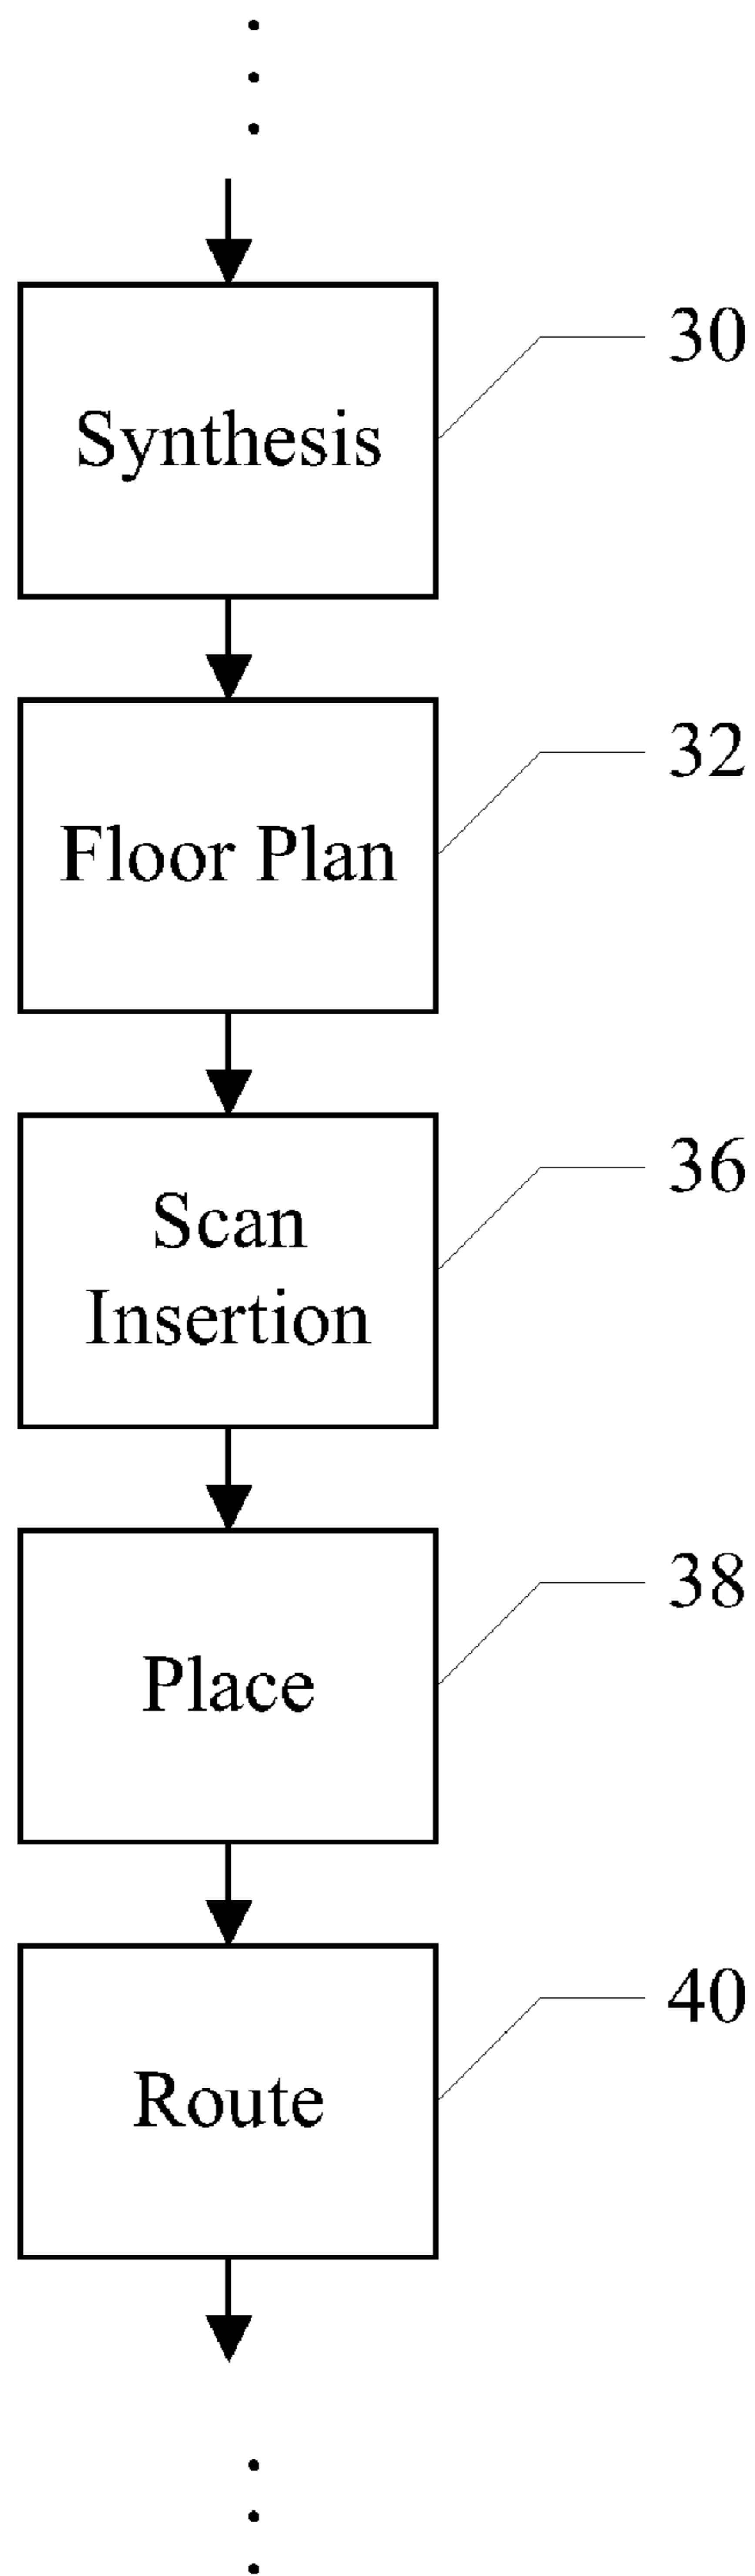 Synthesis
30
Floor Plan
32
Scan
Insertion
36
Place
38
Route
40